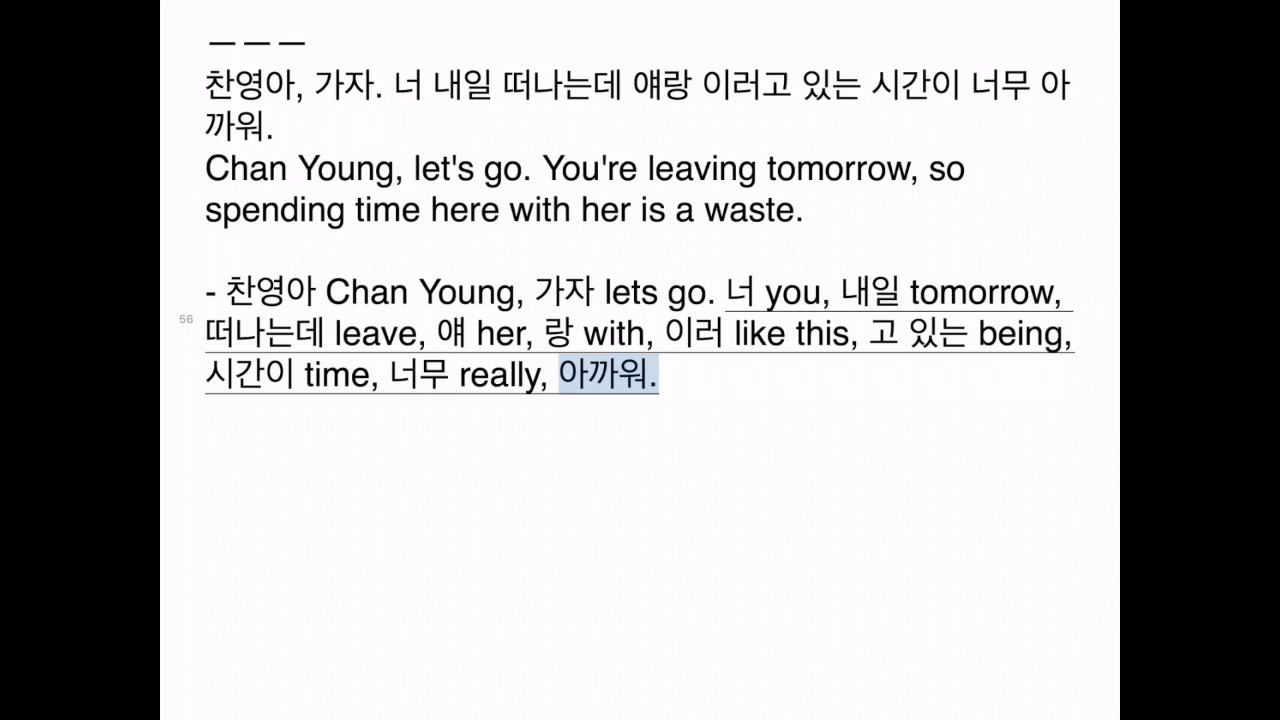 ———
찬영아, 가자. 너 내일 떠나는데 얘랑 이러고 있는 시간이 너무 아
까워.
Chan Young, let's go. You're leaving tomorrow, so
spending time here with her is a waste.
- 찬영아 Chan Young, 가자 lets go. 너 you, 내일 tomorrow,
56
떠나는데 leave, 얘 her, 랑 with, 이러 like this, 고 있는 being,
시간이 time, 너무 really, 아까워.